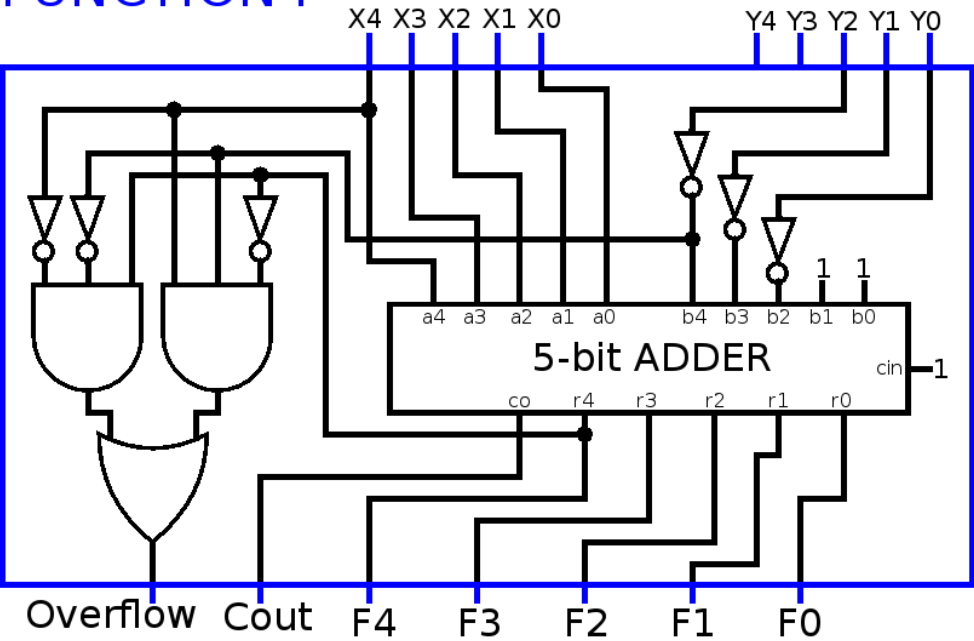 X4 X3 X2 X1 X0 Y4 Y3 Y2 Y1 Y0
1 1
a4 a3 a2 a1 a0 b4 b3 b2 b1 b0
5-bit ADDER
cin 1
co r4 r3 r2 r1 r0
Overflow Cout F4 F3 F2 F1 F0